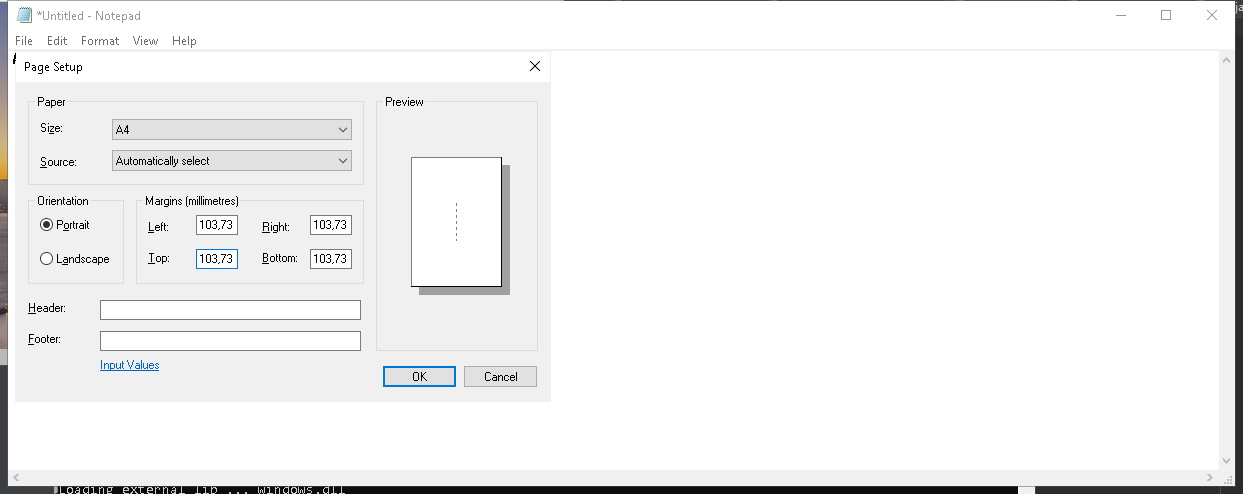 *Untitled - Notepad
File Edit Format View Help
Page Setup
Paper
Size: A4
Source: Automatically select
Orientation
Portrait
Landscape
Margins (millimetres)
Left: 103,73 Right: 103,73
Top: 103,73 Bottom: 103,73
Header:
Footer:
Input Values
Preview
OK Cancel
Loading external lib ... windows.dll